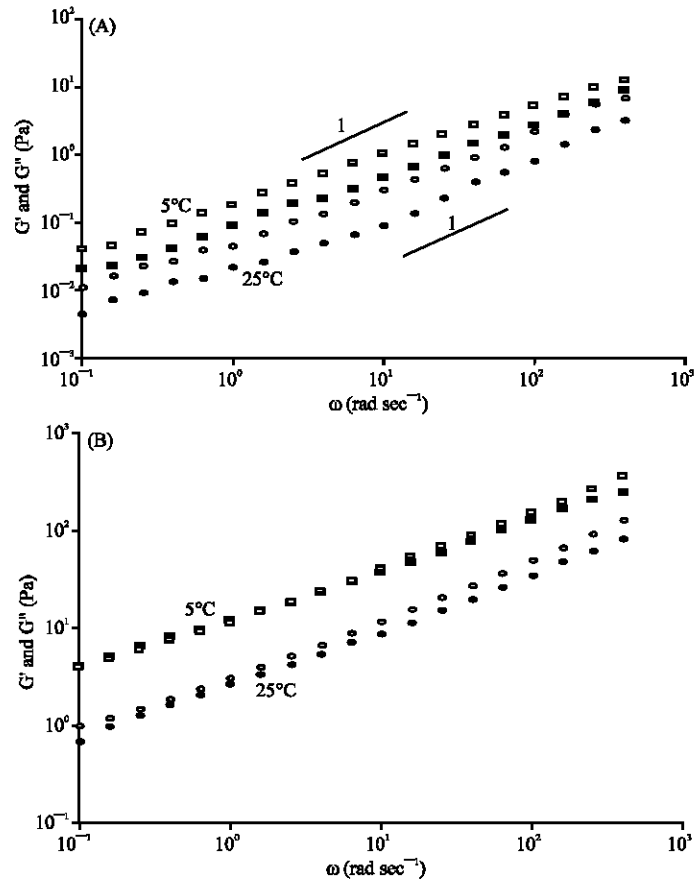 (A)
10²
10¹
10⁰
10⁻¹
10⁻²
10⁻³
G' and G" (Pa)
1
5°C
1
25°C
10⁻¹ 10⁰ 10¹ 10² 10³
ω (rad sec⁻¹)
(B)
10³
10²
10¹
10⁰
10⁻¹
G' and G" (Pa)
5°C
25°C
10⁻¹ 10⁰ 10¹ 10² 10³
ω (rad sec⁻¹)